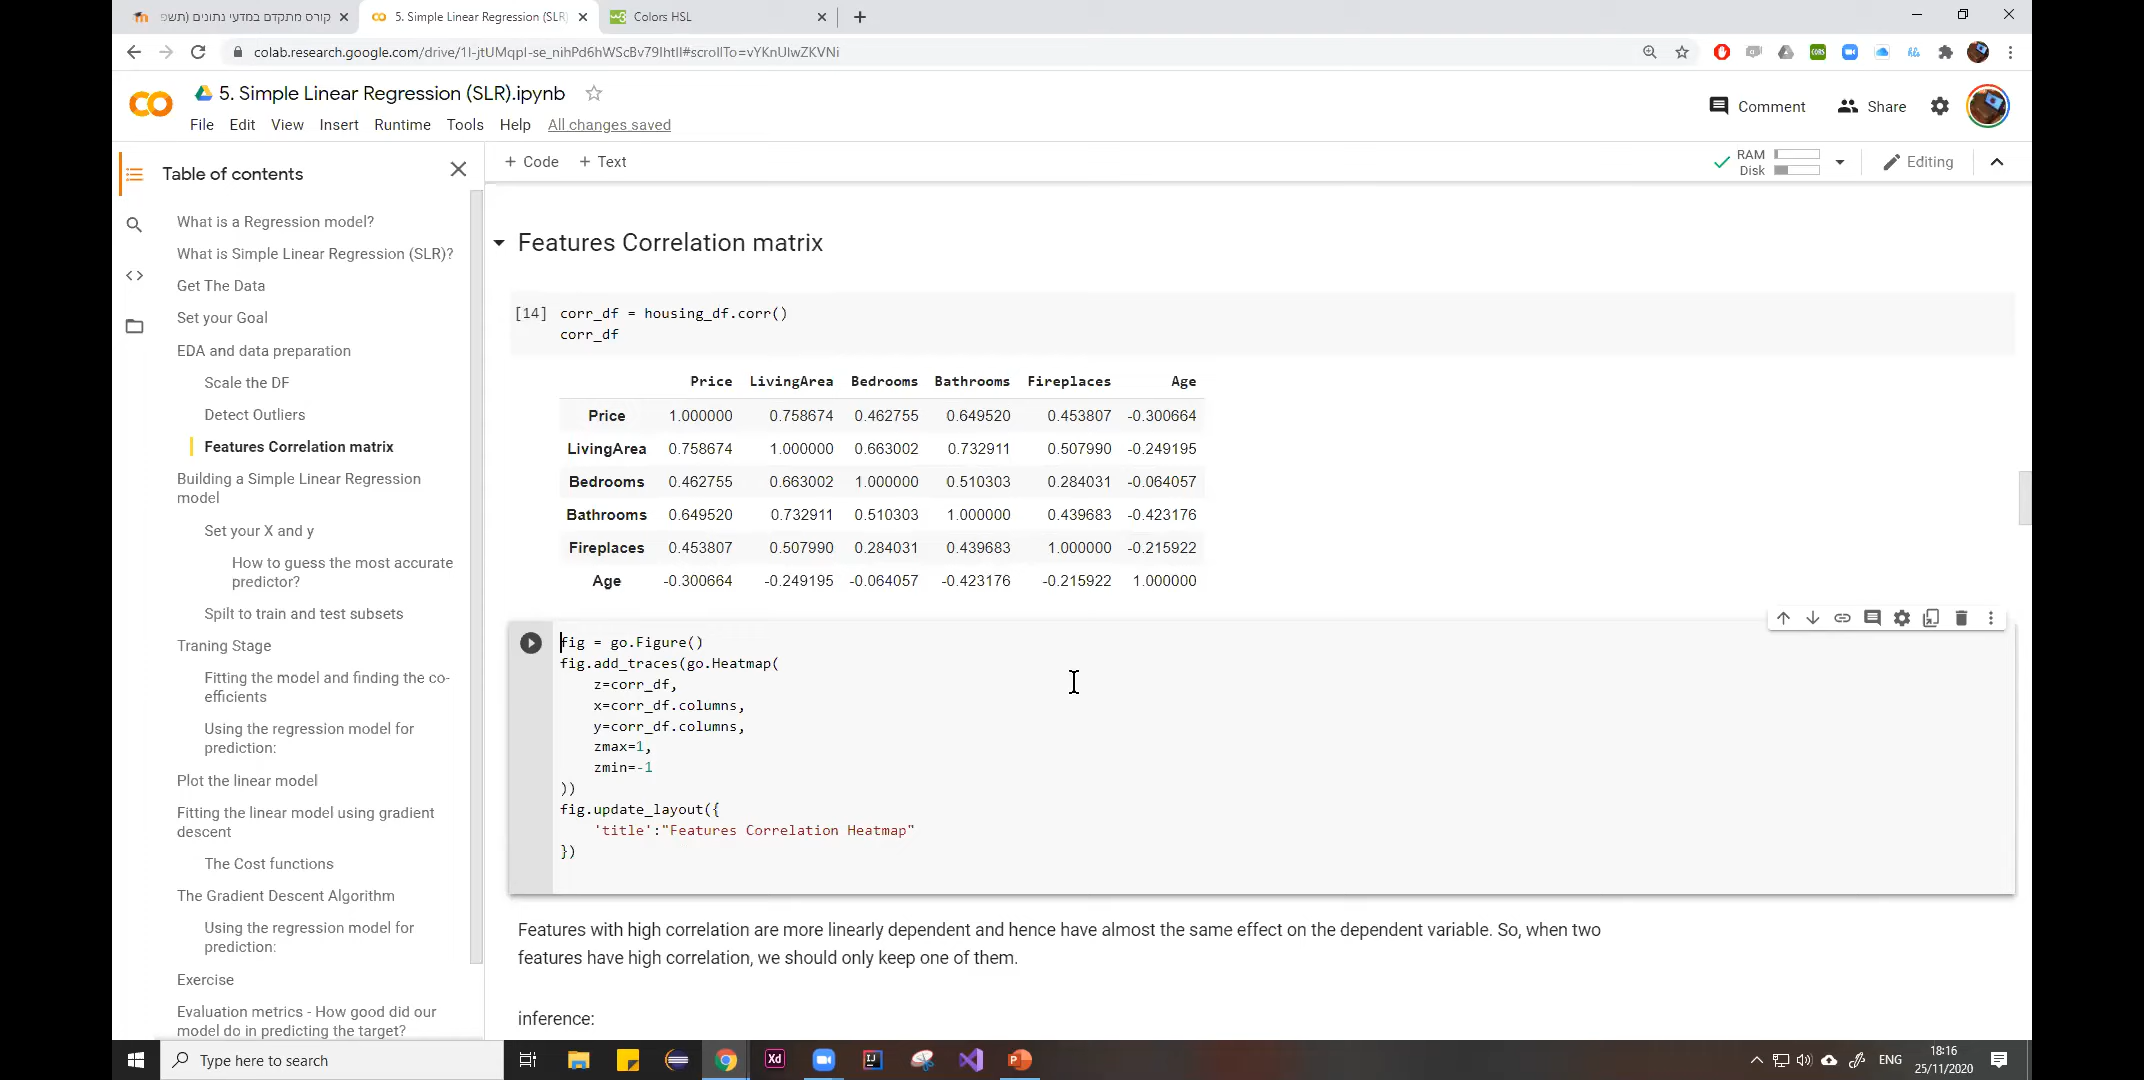 קורס מתקדם במדעי נתונים (תשפ
5. Simple Linear Regression (SLR)
Colors HSL
colab.research.google.com/drive/1I-jtUMqpI-se_nihPd6hWScBv79IhtII#scrollTo=vYKnUIwZKVNi
5. Simple Linear Regression (SLR).ipynb
Comment
Share
File Edit View Insert Runtime Tools Help All changes saved
Table of contents
+ Code + Text
RAM
Disk
Editing
What is a Regression model?
What is Simple Linear Regression (SLR)?
Get The Data
Set your Goal
EDA and data preparation
Scale the DF
Detect Outliers
Features Correlation matrix
Building a Simple Linear Regression
model
Set your X and y
How to guess the most accurate
predictor?
Spilt to train and test subsets
Traning Stage
Fitting the model and finding the co-
efficients
Using the regression model for
prediction:
Plot the linear model
Fitting the linear model using gradient
descent
The Cost functions
The Gradient Descent Algorithm
Using the regression model for
prediction:
Exercise
Evaluation metrics - How good did our
model do in predicting the target?
Features Correlation matrix
[14] corr_df = housing_df.corr()
corr_df
Price LivingArea Bedrooms Bathrooms Fireplaces Age
Price 1.000000 0.758674 0.462755 0.649520 0.453807 -0.300664
LivingArea 0.758674 1.000000 0.663002 0.732911 0.507990 -0.249195
Bedrooms 0.462755 0.663002 1.000000 0.510303 0.284031 -0.064057
Bathrooms 0.649520 0.732911 0.510303 1.000000 0.439683 -0.423176
Fireplaces 0.453807 0.507990 0.284031 0.439683 1.000000 -0.215922
Age -0.300664 -0.249195 -0.064057 -0.423176 -0.215922 1.000000
fig = go.Figure()
fig.add_traces(go.Heatmap(
z=corr_df,
x=corr_df.columns,
y=corr_df.columns,
zmax=1,
zmin=-1
))
fig.update_layout({
'title':"Features Correlation Heatmap"
})
Features with high correlation are more linearly dependent and hence have almost the same effect on the dependent variable. So, when two
features have high correlation, we should only keep one of them.
inference:
Type here to search
Xd
IJ
ENG
18:16
25/11/2020